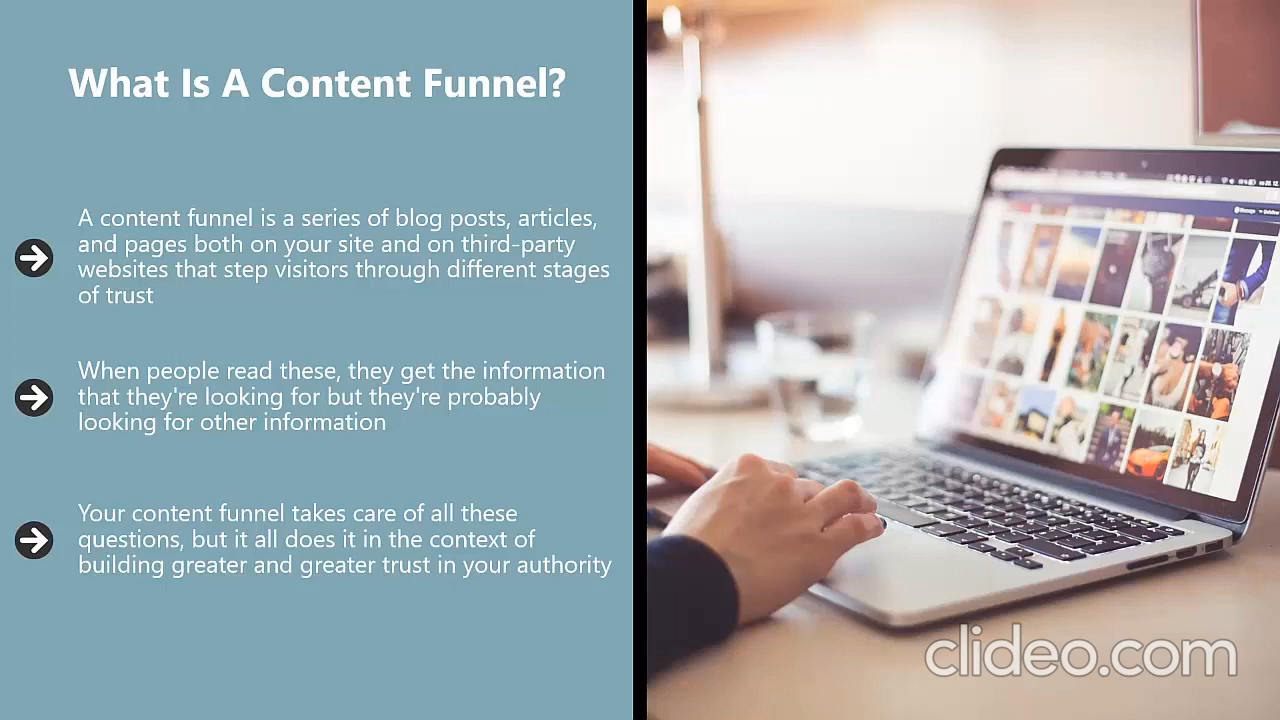 What Is A Content Funnel?
A content funnel is a series of blog posts, articles,
and pages both on your site and on third-party
websites that step visitors through different stages
of trust
When people read these, they get the information
that they're looking for but they're probably
looking for other information
Your content funnel takes care of all these
questions, but it all does it in the context of
building greater and greater trust in your authority
clideo.com